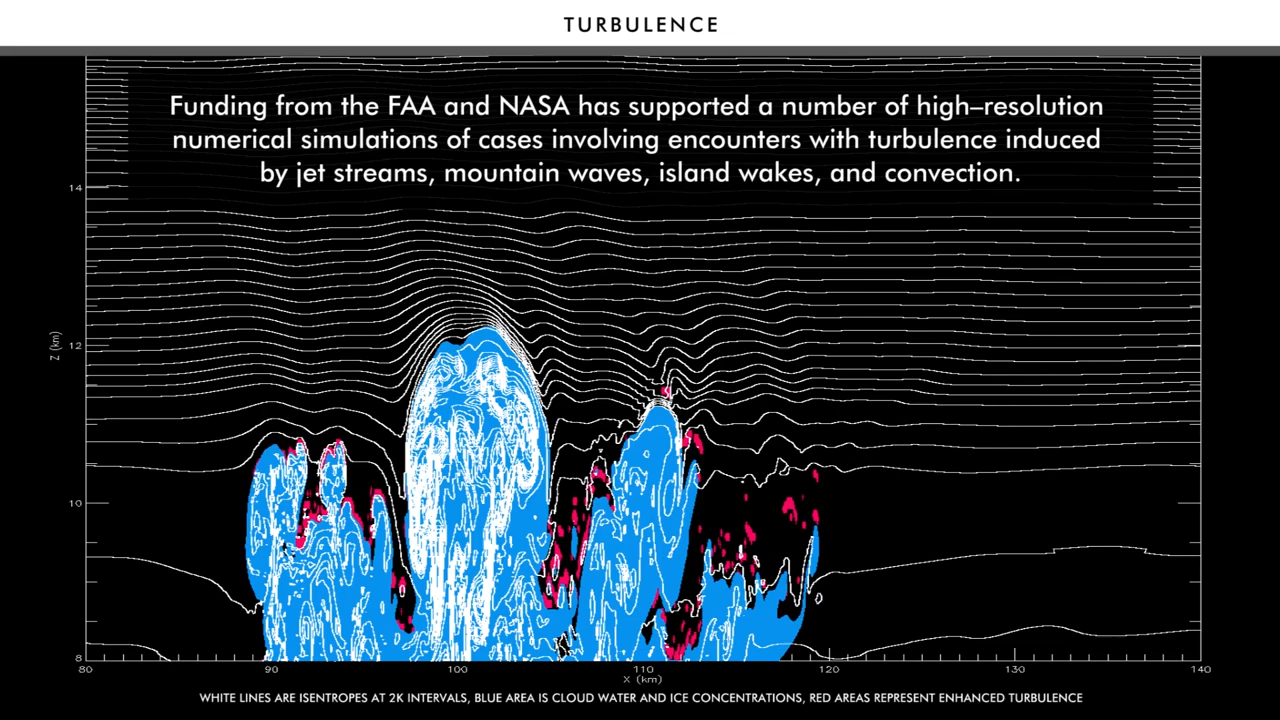 TURBULENCE
Funding from the FAA and NASA has supported a number of high–resolution
numerical simulations of cases involving encounters with turbulence induced
by jet streams, mountain waves, island wakes, and convection.
14
12
Z (km)
10
8
80 90 100 110 120 130 140
X (km)
WHITE LINES ARE ISENTROPES AT 2K INTERVALS, BLUE AREA IS CLOUD WATER AND ICE CONCENTRATIONS, RED AREAS REPRESENT ENHANCED TURBULENCE